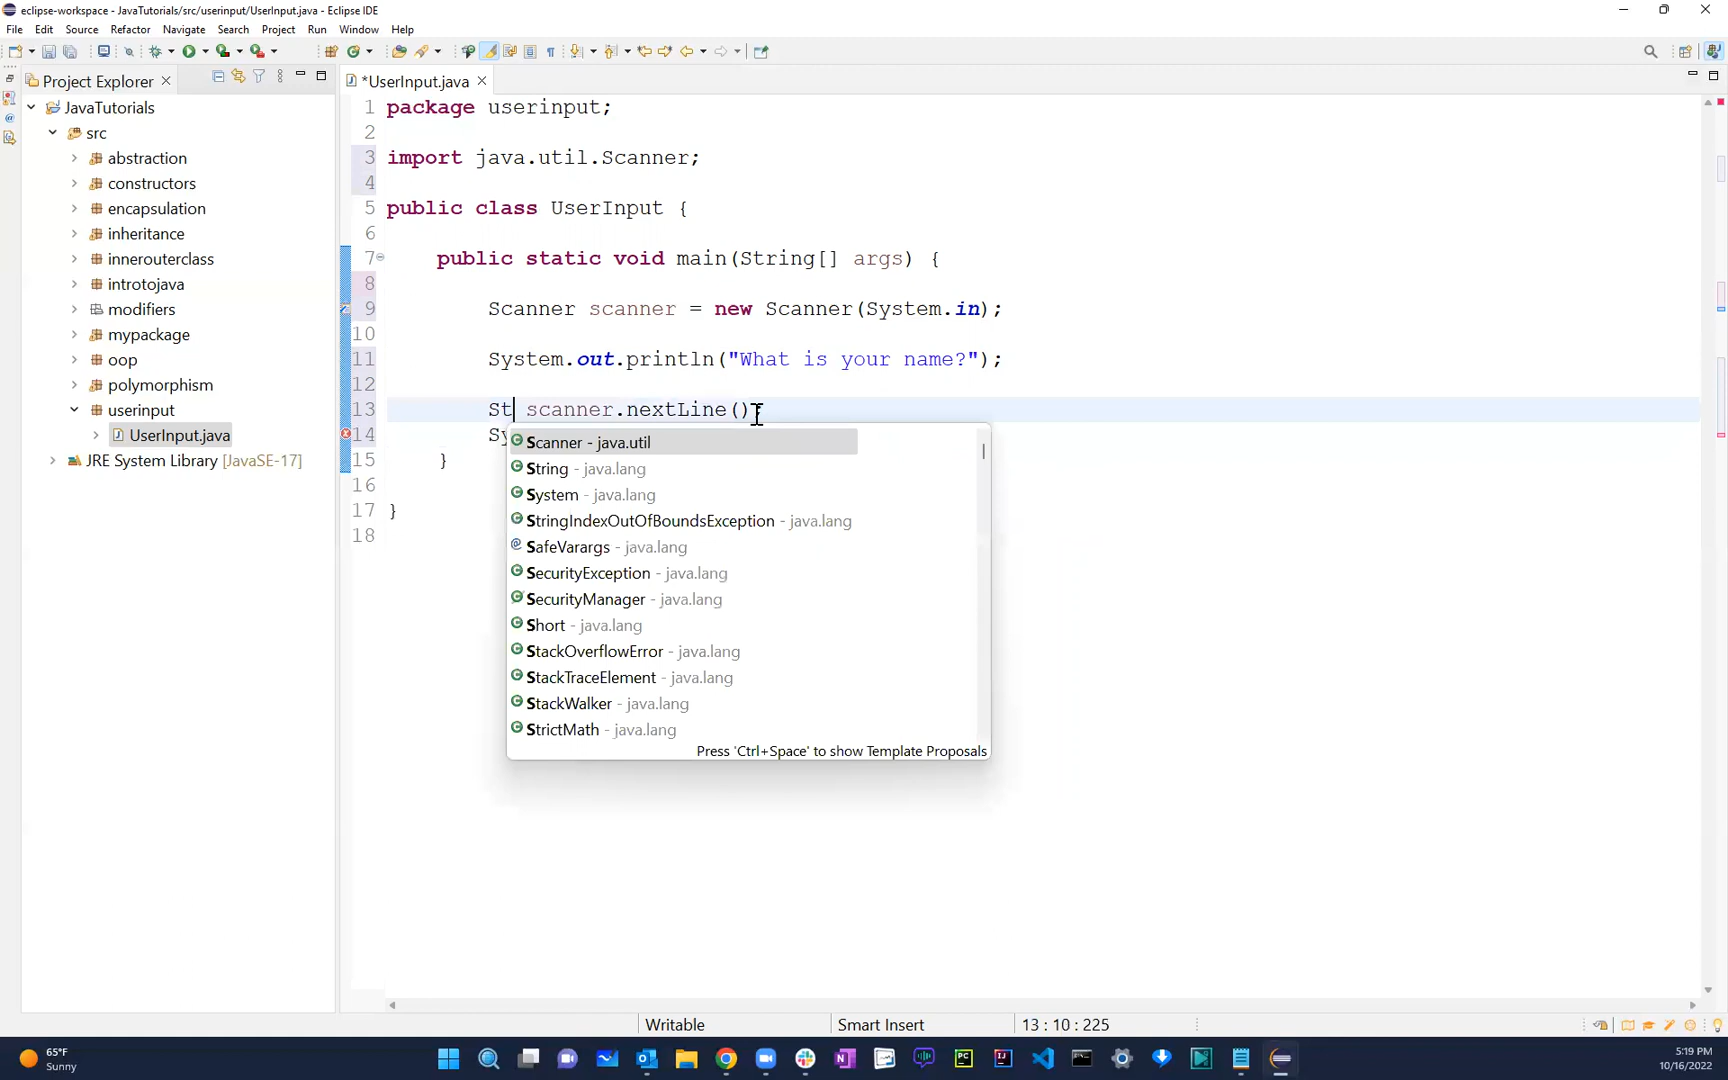 eclipse-workspace - JavaTutorials/src/userinput/UserInput.java - Eclipse IDE
File Edit Source Refactor Navigate Search Project Run Window Help
Project Explorer
*UserInput.java
JavaTutorials
src
abstraction
constructors
encapsulation
inheritance
innerouterclass
introtojava
modifiers
mypackage
oop
polymorphism
userinput
UserInput.java
JRE System Library [JavaSE-17]
1 package userinput;
2
3 import java.util.Scanner;
4
5 public class UserInput {
6
7 public static void main(String[] args) {
8
9 Scanner scanner = new Scanner(System.in);
10
11 System.out.println("What is your name?");
12
13 St scanner.nextLine();
14 Sy
15 }
16
17 }
18
Scanner - java.util
String - java.lang
System - java.lang
StringIndexOutOfBoundsException - java.lang
SafeVarargs - java.lang
SecurityException - java.lang
SecurityManager - java.lang
Short - java.lang
StackOverflowError - java.lang
StackTraceElement - java.lang
StackWalker - java.lang
StrictMath - java.lang
Press 'Ctrl+Space' to show Template Proposals
Writable
Smart Insert
13 : 10 : 225
65°F
Sunny
5:19 PM
10/16/2022